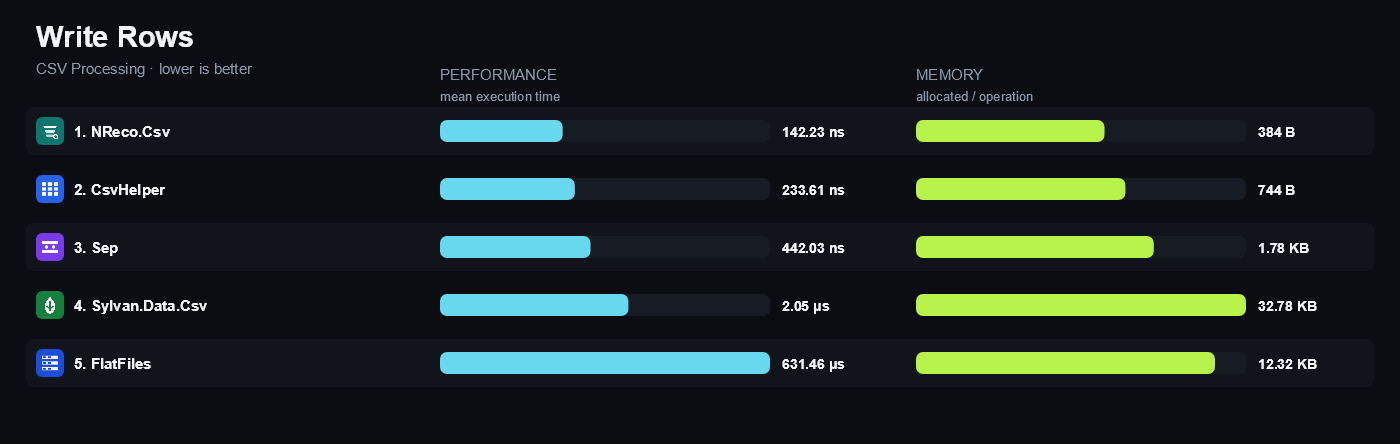 Write Rows
CSV Processing · lower is better
PERFORMANCE
mean execution time
MEMORY
allocated / operation
1. NReco.Csv 142.23 ns 384 B
2. CsvHelper 233.61 ns 744 B
3. Sep 442.03 ns 1.78 KB
4. Sylvan.Data.Csv 2.05 µs 32.78 KB
5. FlatFiles 631.46 µs 12.32 KB